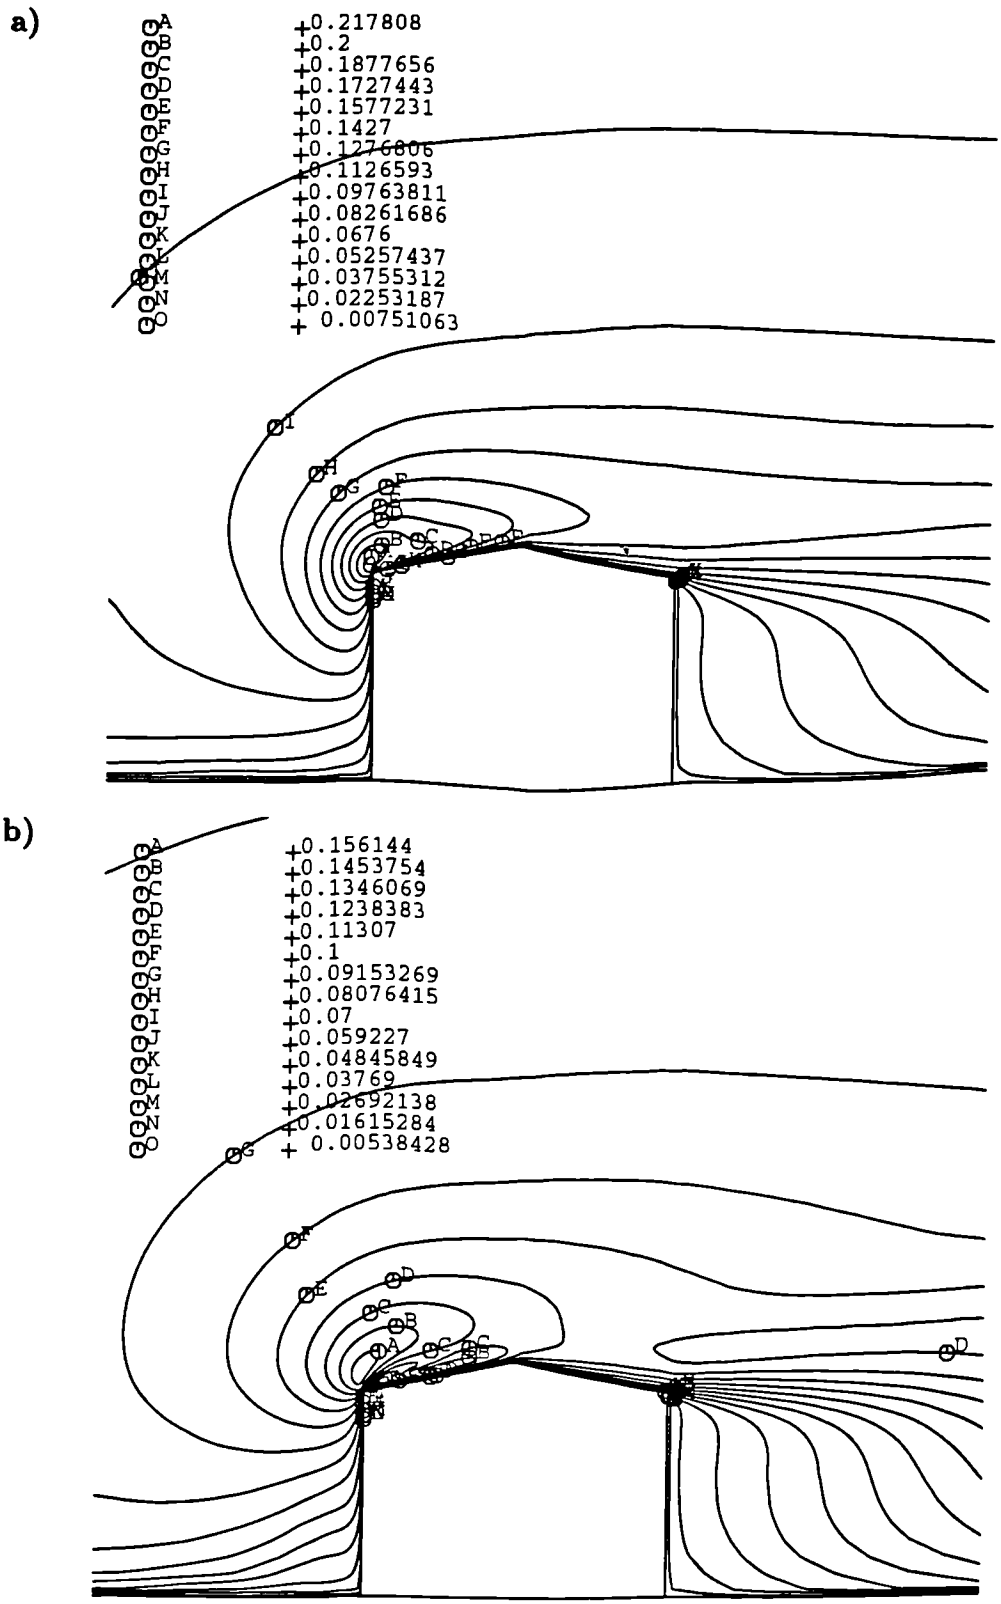 a)
A +0.217808
B +0.2
C +0.1877656
D +0.1727443
E +0.1577231
F +0.1427
G +0.1276806
H +0.1126593
I +0.09763811
J +0.08261686
K +0.0676
L +0.05257437
M +0.03755312
N +0.02253187
O + 0.00751063
I
H
G F
E
D
B C
K
b)
A +0.156144
B +0.1453754
C +0.1346069
D +0.1238383
E +0.11307
F +0.1
G +0.09153269
H +0.08076415
I +0.07
J +0.059227
K +0.04845849
L +0.03769
M +0.02692138
N +0.01615284
O + 0.00538428
G
F
E D
C
B
A C C D
B